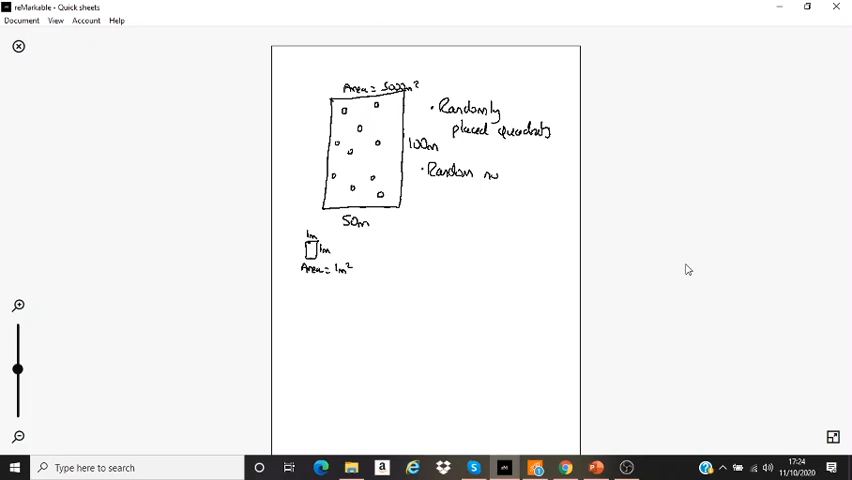 reMarkable - Quick sheets
Document View Account Help
Area = 5000m²
• Randomly
placed quadrats
100m
• Random no
50m
1m
1m
Area = 1m²
Type here to search
17:24
11/10/2020